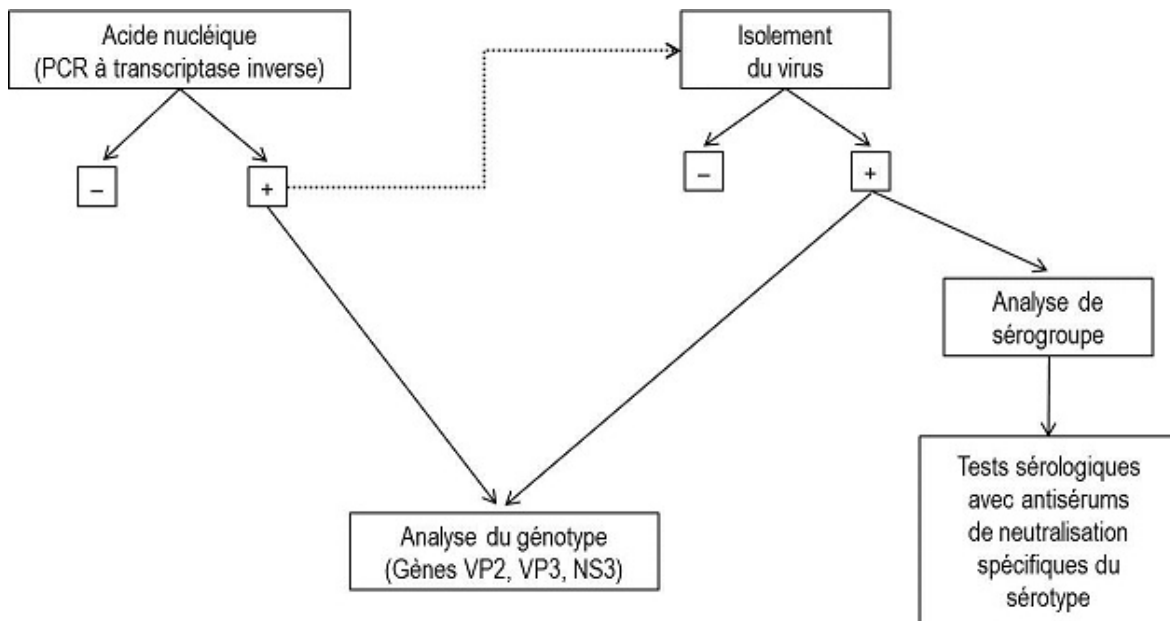 Acide nucléique
(PCR à transcriptase inverse)
Isolement
du virus
–
+
–
+
Analyse de
sérogroupe
Analyse du génotype
(Gènes VP2, VP3, NS3)
Tests sérologiques
avec antisérums
de neutralisation
spécifiques du
sérotype